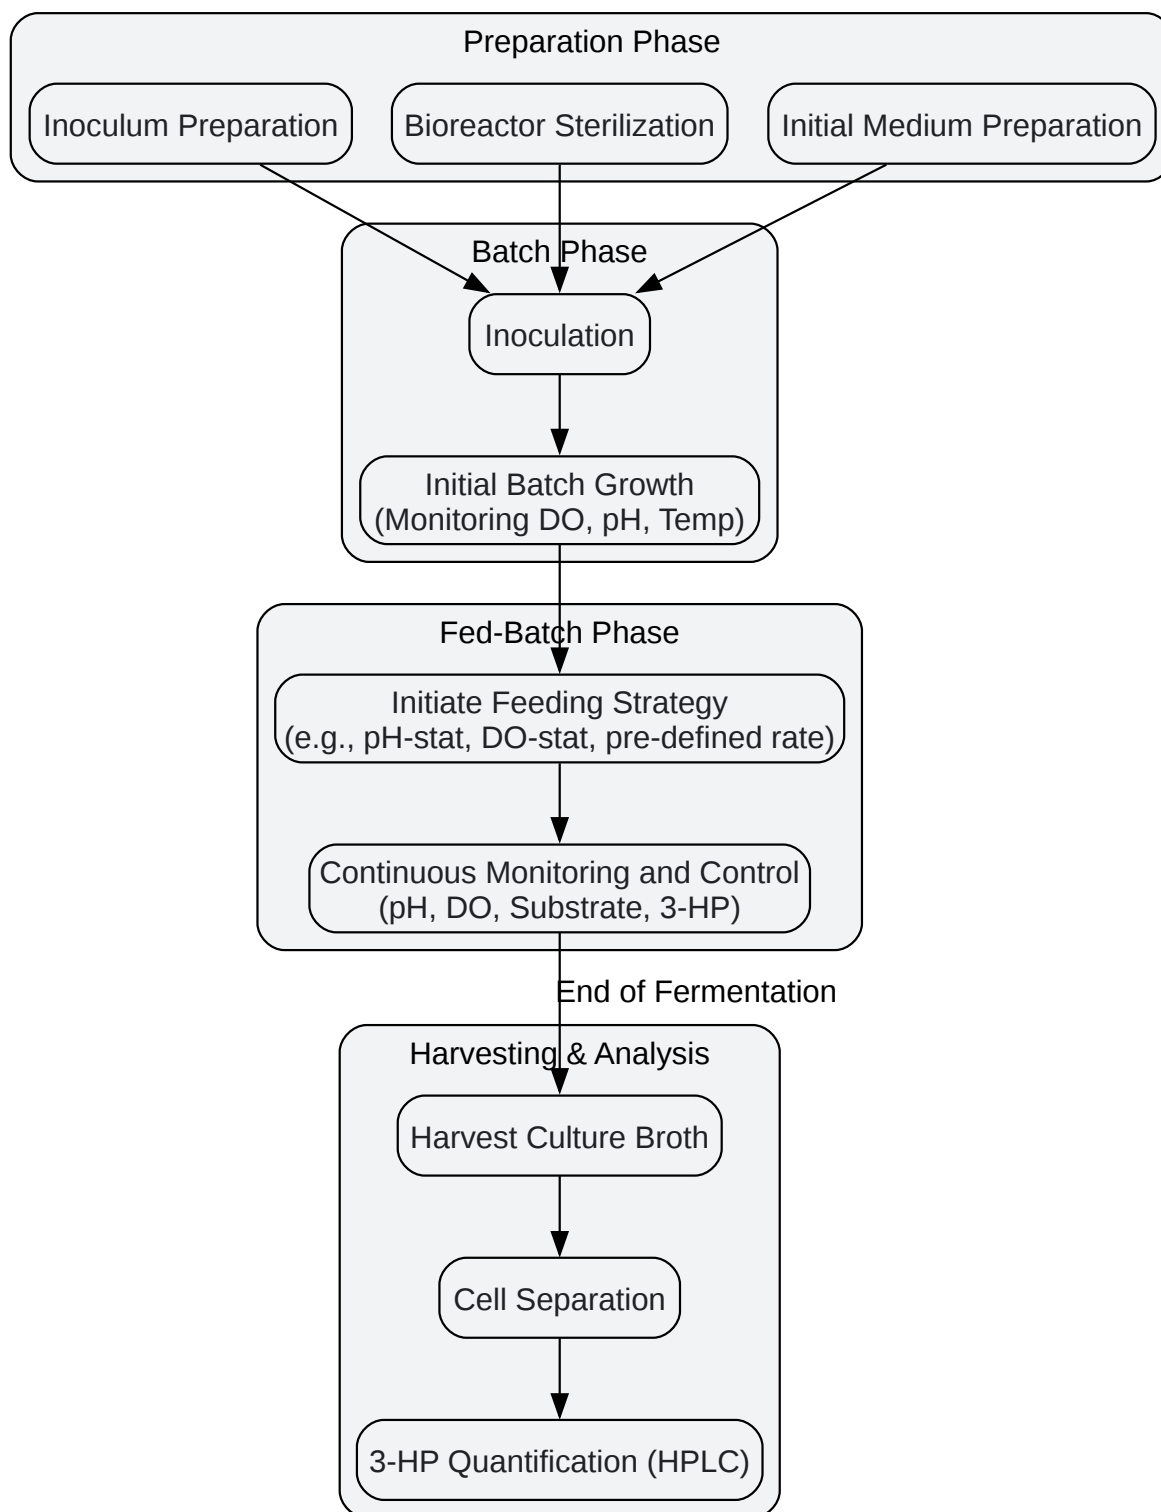 Preparation Phase
Inoculum Preparation
Bioreactor Sterilization
Initial Medium Preparation
Batch Phase
Inoculation
Initial Batch Growth
(Monitoring DO, pH, Temp)
Fed-Batch Phase
Initiate Feeding Strategy
(e.g., pH-stat, DO-stat, pre-defined rate)
Continuous Monitoring and Control
(pH, DO, Substrate, 3-HP)
End of Fermentation
Harvesting & Analysis
Harvest Culture Broth
Cell Separation
3-HP Quantification (HPLC)